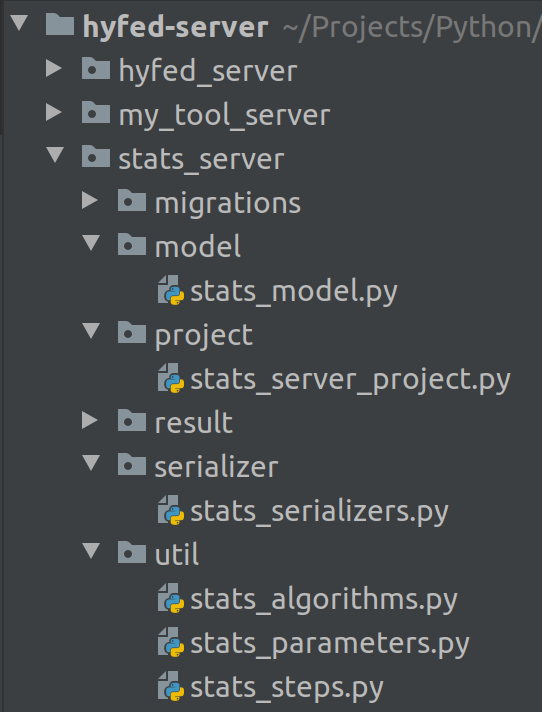 hyfed-server ~/Projects/Python/
hyfed_server
my_tool_server
stats_server
migrations
model
stats_model.py
project
stats_server_project.py
result
serializer
stats_serializers.py
util
stats_algorithms.py
stats_parameters.py
stats_steps.py